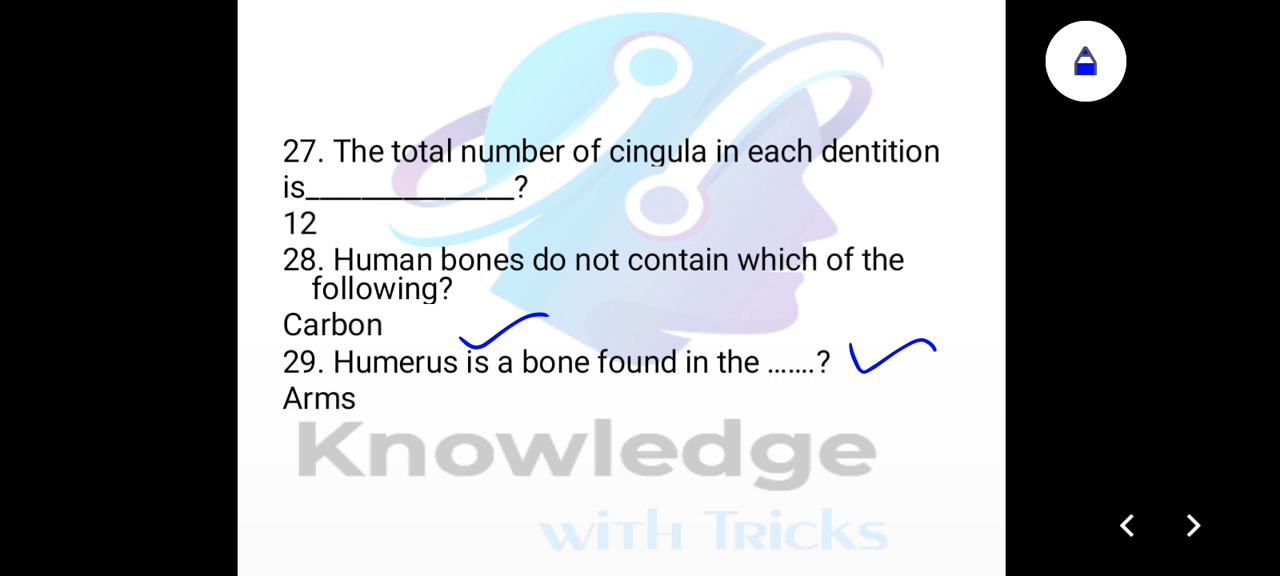 27. The total number of cingula in each dentition
is_______________?
12
28. Human bones do not contain which of the
following?
Carbon
29. Humerus is a bone found in the .......?
Arms
Knowledge
with Tricks